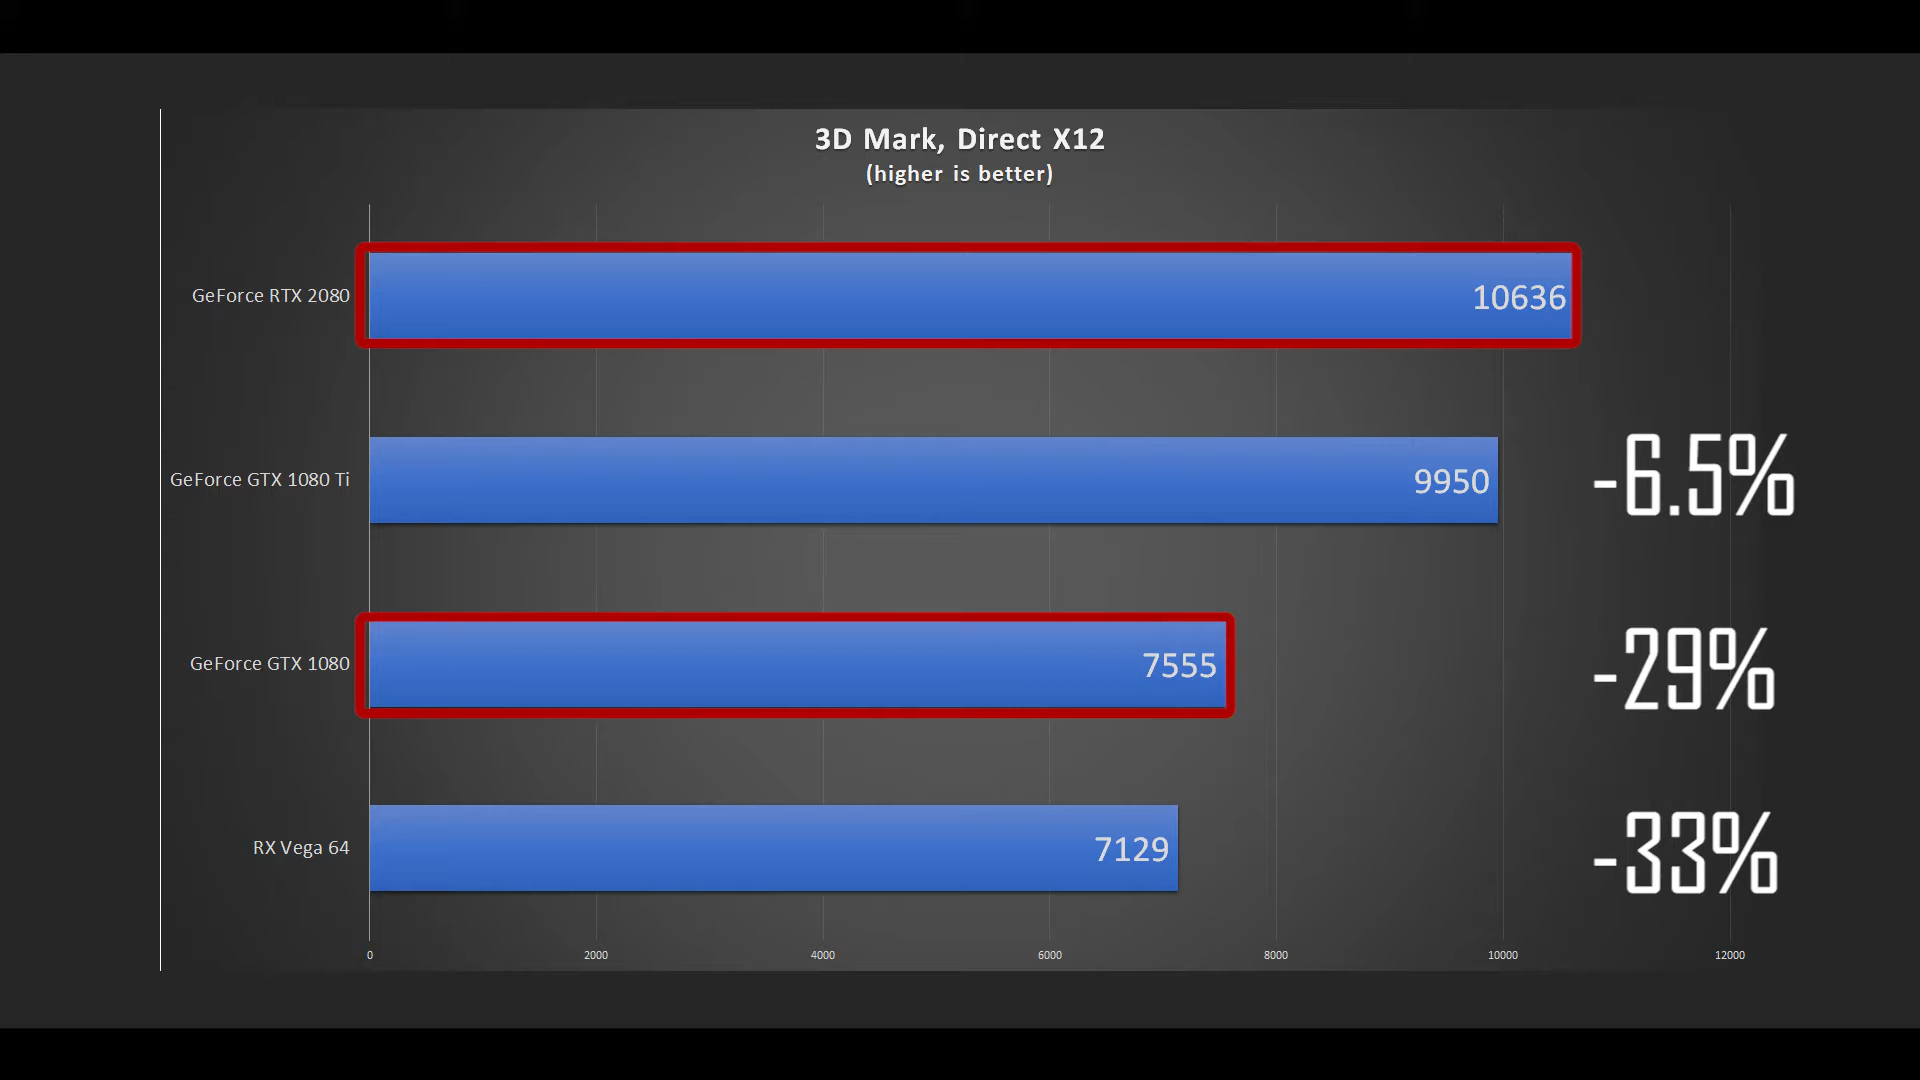 3D Mark, Direct X12
(higher is better)
GeForce RTX 2080 10636
GeForce GTX 1080 Ti 9950 -6.5%
GeForce GTX 1080 7555 -29%
RX Vega 64 7129 -33%
0 2000 4000 6000 8000 10000 12000